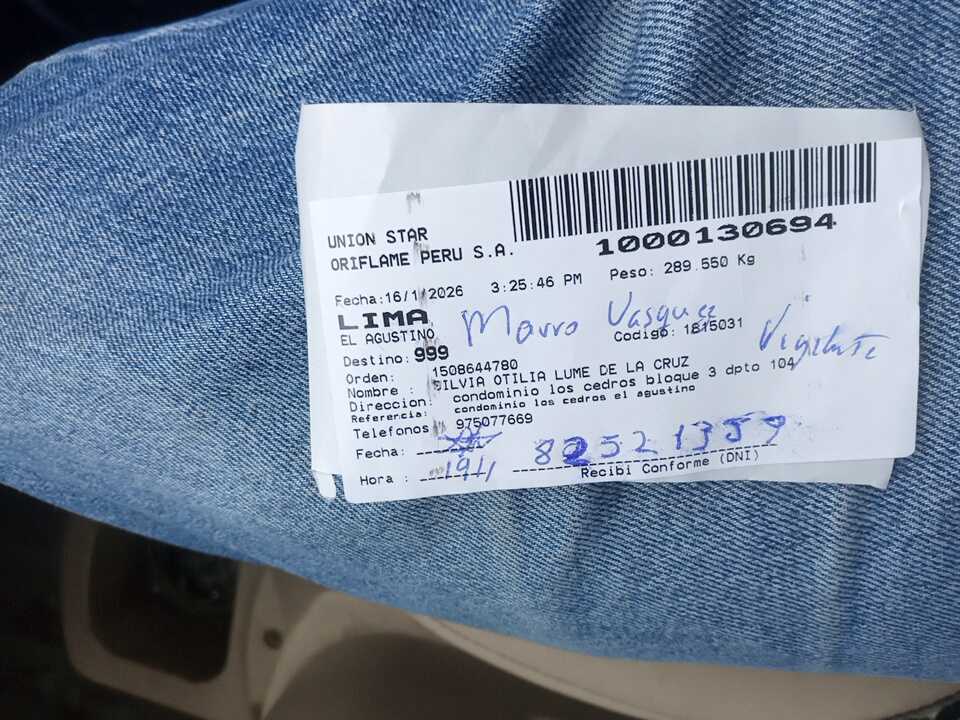 UNION STAR
ORIFLAME PERU S.A.
1000130694
Fecha:16/1/2026 3:25:46 PM Peso: 289.550 Kg
LIMA
EL AGUSTINO
Mavro Vasquez
Vigilante
Destino: 999 Codigo: 1815031
Orden: 1508644780
Nombre : SILVIA OTILIA LUME DE LA CRUZ
Direccion: condominio los cedros bloque 3 dpto 104
Referencia: condominio los cedros el agustino
Telefonos 975077669
Fecha:
Hora : 1911
82521359
Recibi Conforme (DNI)